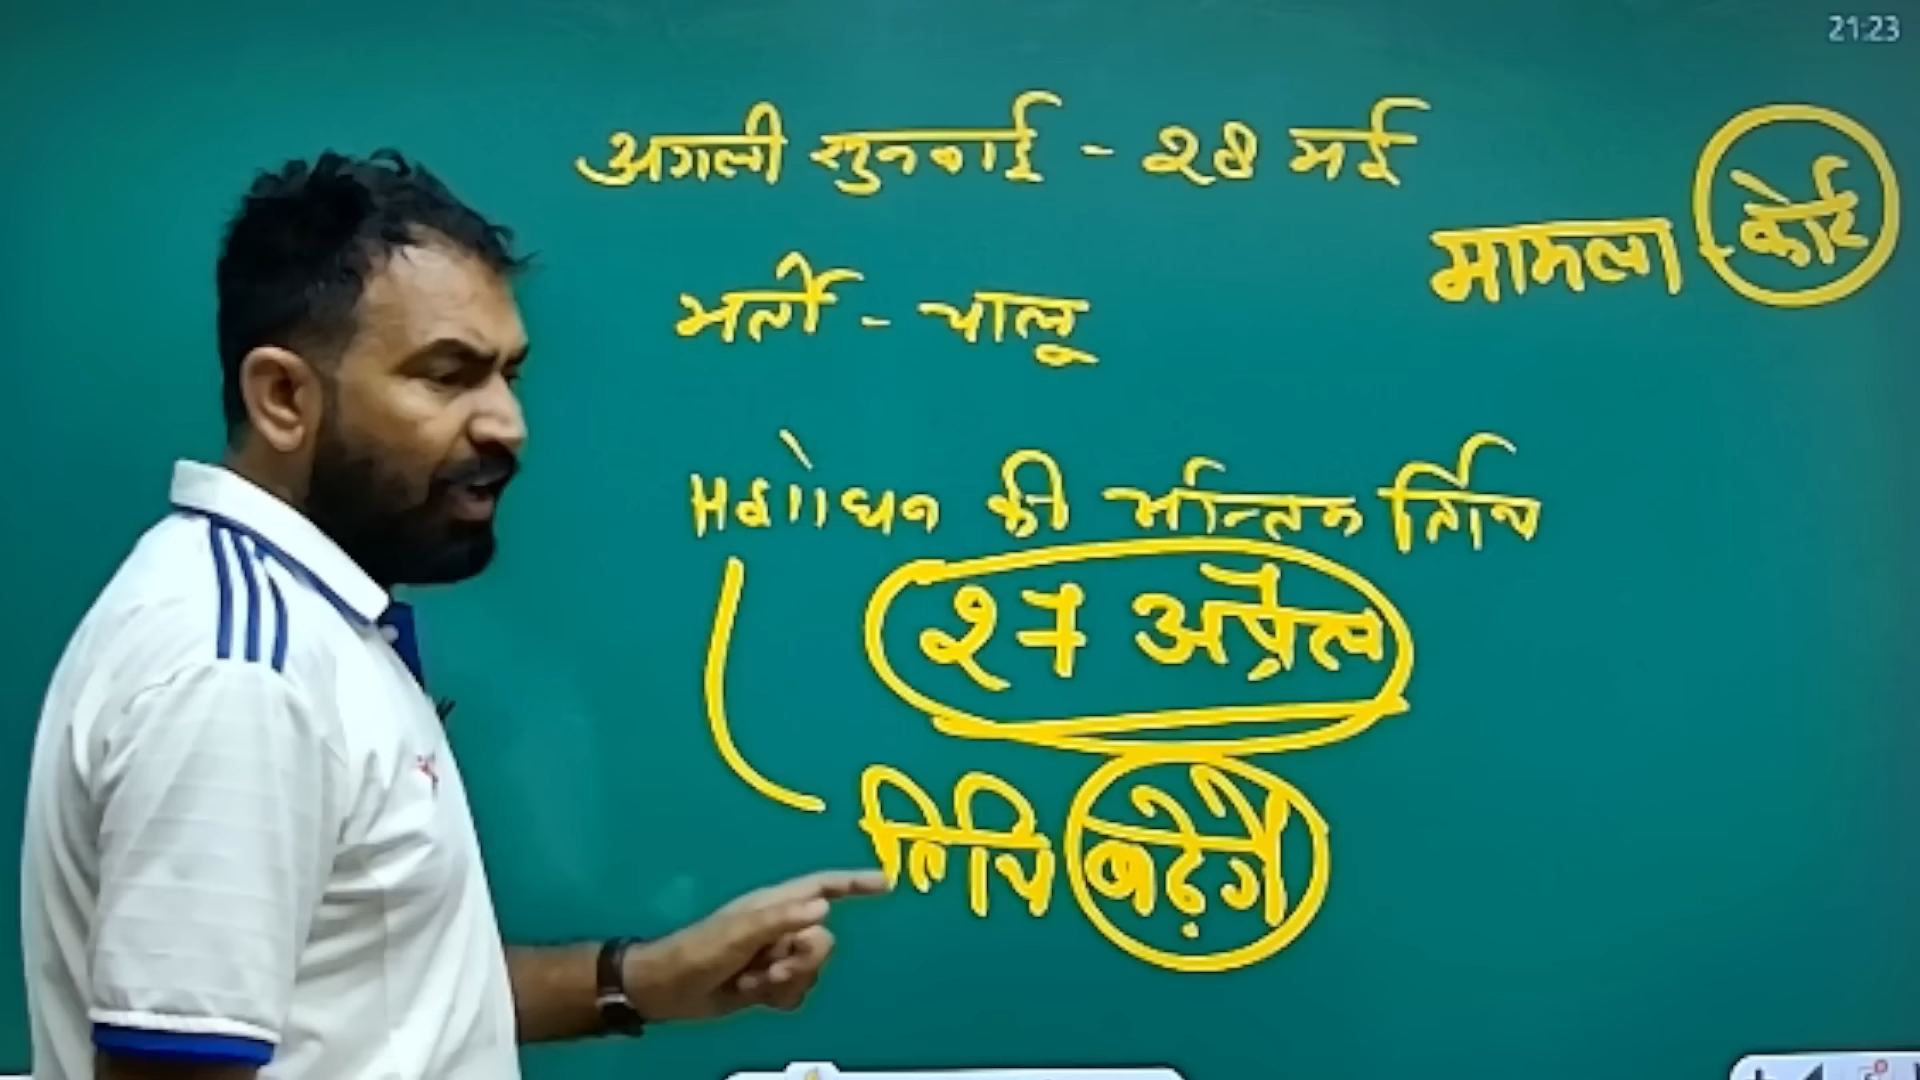 21:23
अगली सुनवाई - 28 मई
मामला - कोर्ट
भर्ती - चालू
संशोधन की अन्तिम तिथि
27 अप्रैल
तिथि बढ़ेगी